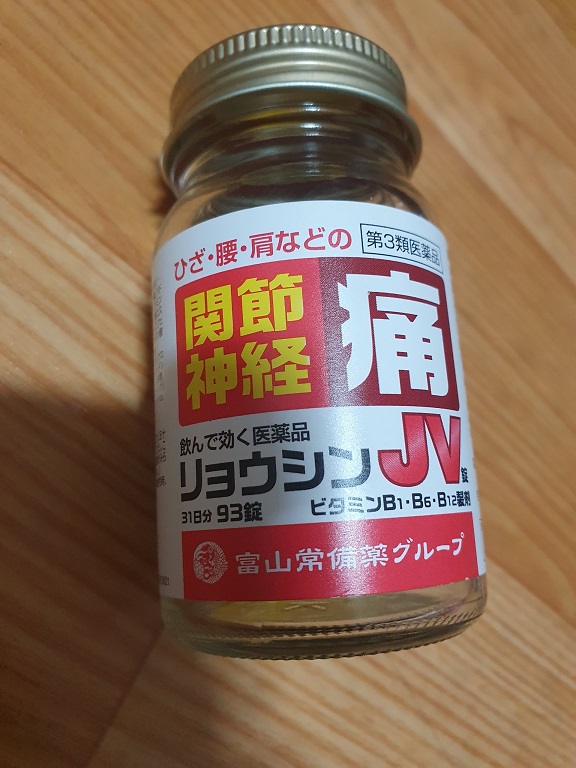 ひざ・腰・肩などの
第3類医薬品
関節
神経
痛
飲んで効く医薬品
リョウシンJV錠
31日分 93錠
ビタミンB1・B6・B12製剤
富山常備薬グループ